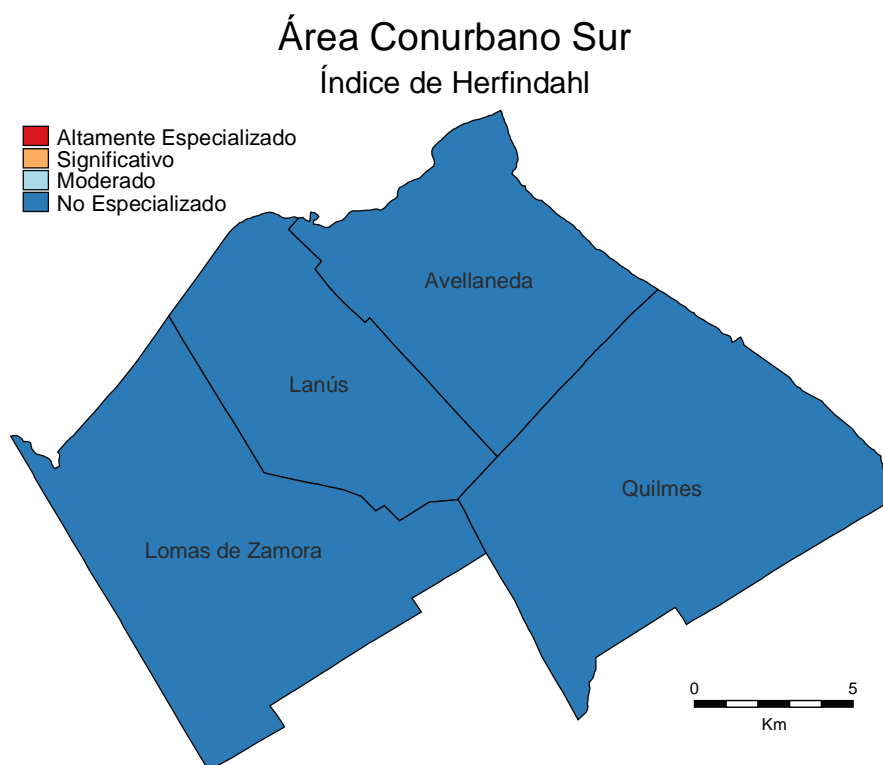 Área Conurbano Sur
Índice de Herfindahl
Altamente Especializado
Significativo
Moderado
No Especializado
Avellaneda
Lanús
Quilmes
Lomas de Zamora
0 5
Km